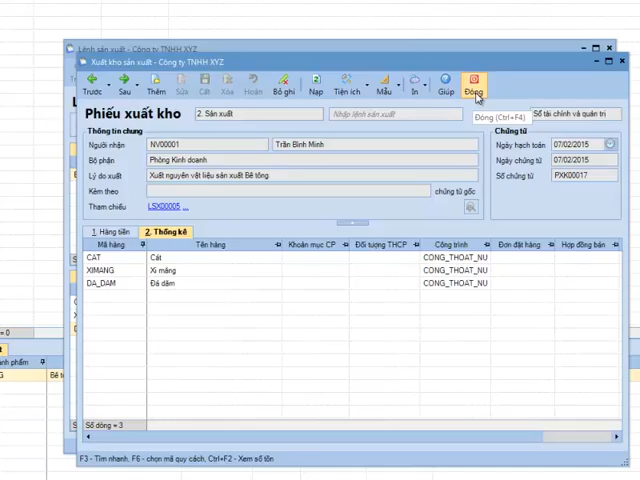 Lệnh sản xuất - Công ty TNHH XYZ
Xuất kho sản xuất - Công ty TNHH XYZ
Trước Sau Thêm Sửa Cất Xóa Hoãn Bỏ ghi Nạp Tiện ích Mẫu In Giúp Đóng
Đóng (Ctrl+F4)
Phiếu xuất kho 2. Sản xuất Nhập lệnh sản xuất Sổ tài chính và quản trị
Thông tin chung Chứng từ
Người nhận NV00001 Trần Bình Minh Ngày hạch toán 07/02/2015
Bộ phận Phòng Kinh doanh Ngày chứng từ 07/02/2015
Lý do xuất Xuất nguyên vật liệu sản xuất Bê tông Số chứng từ PXK00017
Kèm theo chứng từ gốc
Tham chiếu LSX00005 ...
1. Hàng tiền 2. Thống kê
Mã hàng Tên hàng Khoản mục CP Đối tượng THCP Công trình Đơn đặt hàng Hợp đồng bán
CAT Cát CONG_THOAT_NU
XIMANG Xi măng CONG_THOAT_NU
DA_DAM Đá dăm CONG_THOAT_NU
= 0
ành phẩm
G Bê tô
Số dòng = 3
F3 - Tìm nhanh, F6 - chọn mã quy cách, Ctrl+F2 - Xem số tồn